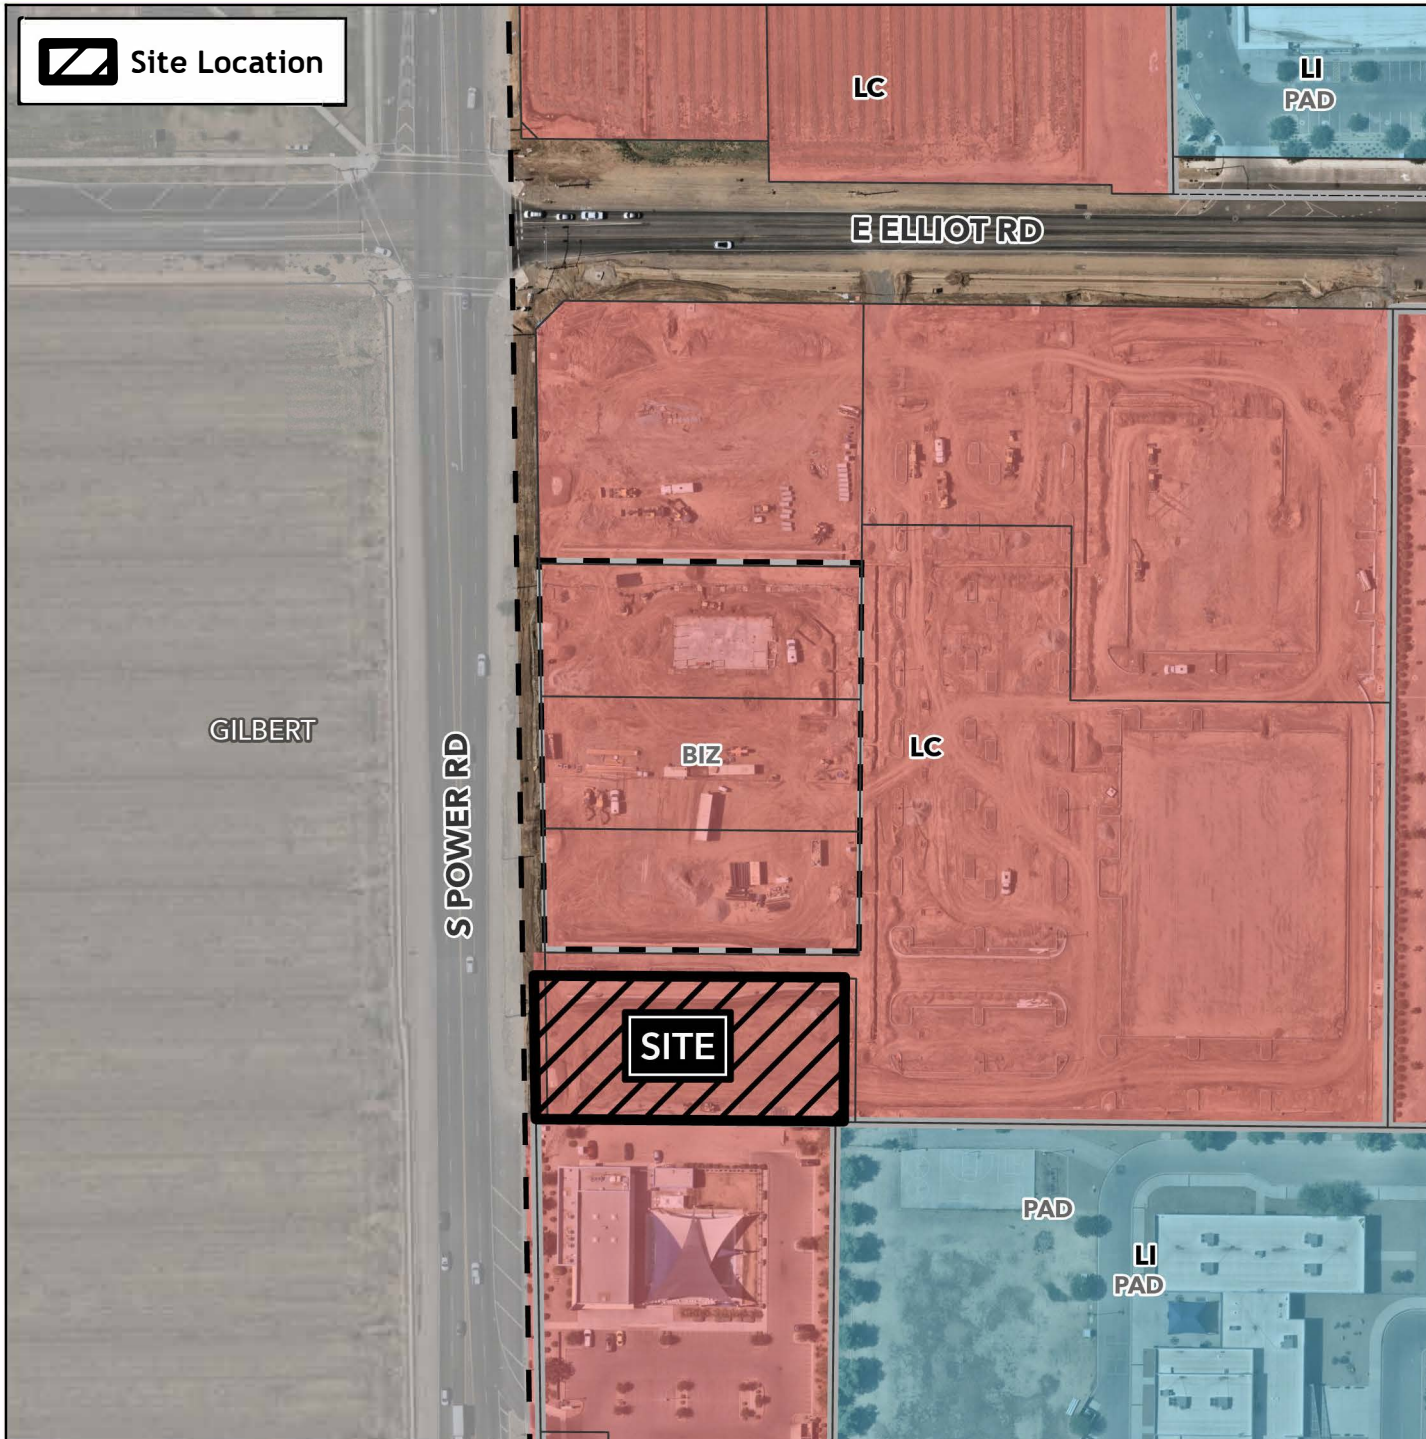 Site Location
LC
LI
PAD
E ELLIOT RD
GILBERT
S POWER RD
BIZ
LC
SITE
PAD
LI
PAD